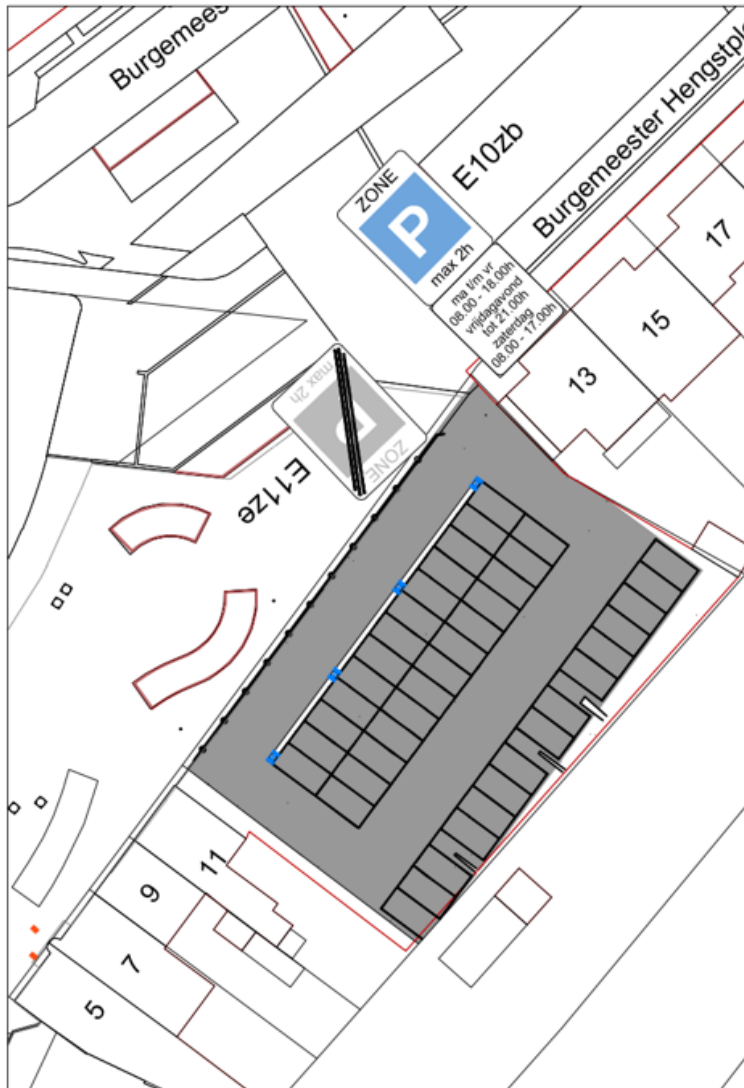 Burgemees
Burgemeester Hengstple
E10zb
ZONE
P
max 2h
ma t/m vr
08.00 - 18.00h
vrijdagavond
tot 21.00h
zaterdag
08.00 - 17.00h
17
15
13
max 2h
P
ZONE
E11ze
11
9
7
5